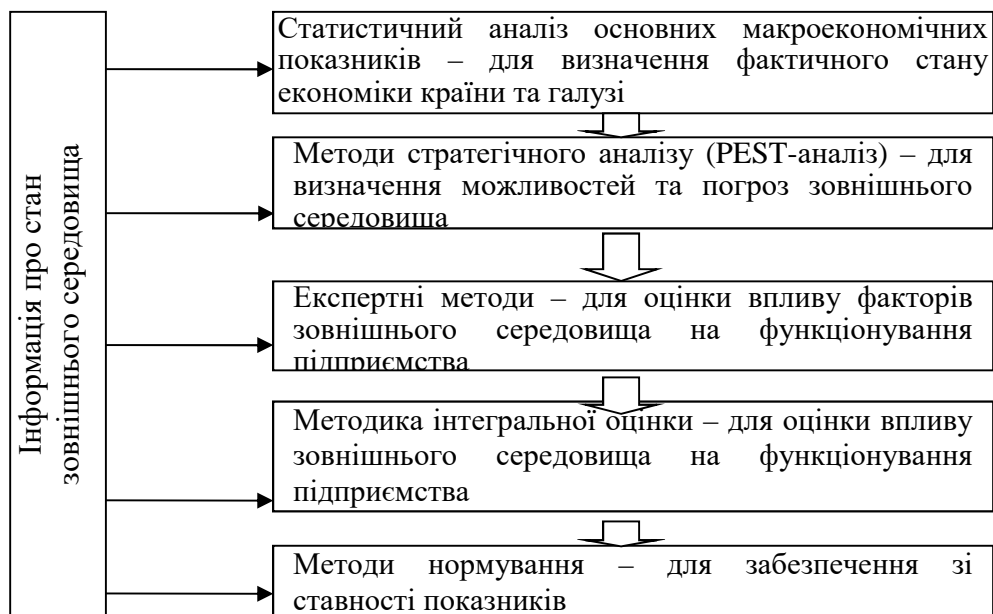 Інформація про стан
зовнішнього середовища
Статистичний аналіз основних макроекономічних
показників – для визначення фактичного стану
економіки країни та галузі
Методи стратегічного аналізу (PEST-аналіз) – для
визначення можливостей та погроз зовнішнього
середовища
Експертні методи – для оцінки впливу факторів
зовнішнього середовища на функціонування
підприємства
Методика інтегральної оцінки – для оцінки впливу
зовнішнього середовища на функціонування
підприємства
Методи нормування – для забезпечення зі
ставності показників